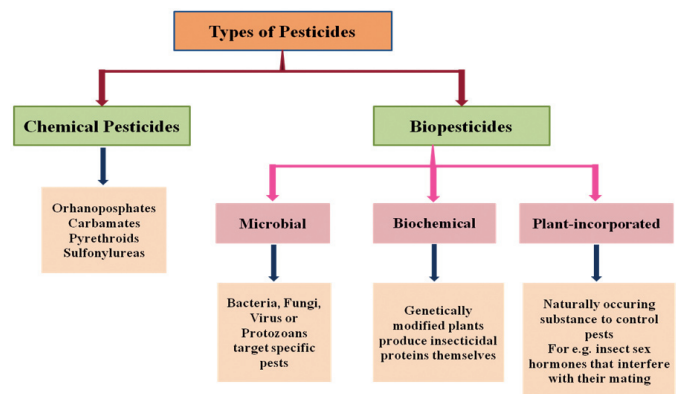 Types of Pesticides
Chemical Pesticides
Biopesticides
Orhanoposphates
Carbamates
Pyrethroids
Sulfonylureas
Microbial
Biochemical
Plant-incorporated
Bacteria, Fungi,
Virus or
Protozoans
target specific
pests
Genetically
modified plants
produce insecticidal
proteins themselves
Naturally occuring
substance to control
pests
For e.g. insect sex
hormones that interfere
with their mating